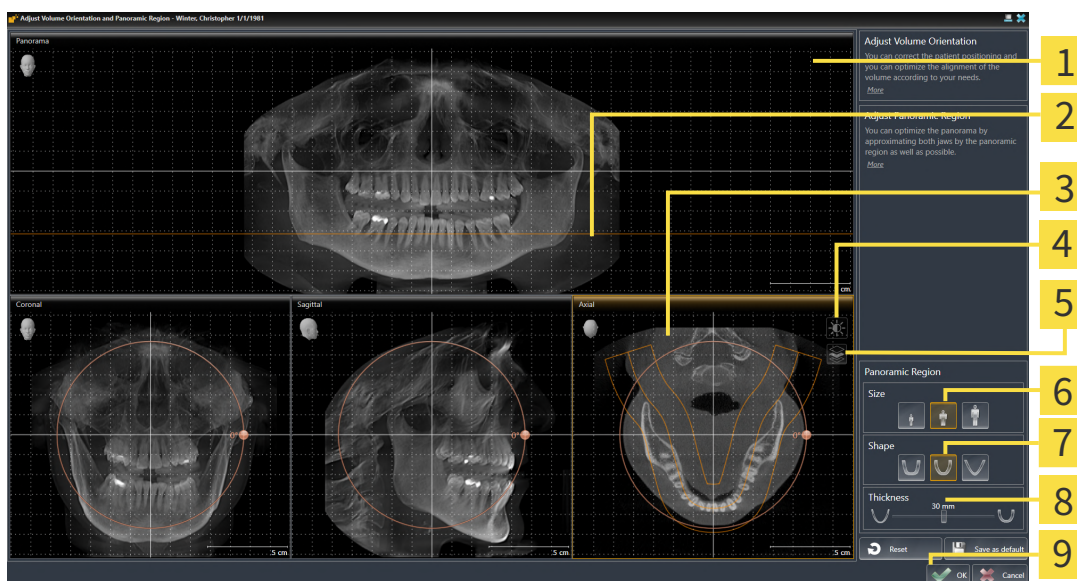 Adjust Volume Orientation and Panoramic Region - Winter, Christopher 1/1/1981
Panorama
cm
Coronal
0°
.5 cm
Sagittal
0°
.5 cm
Axial
0°
.5 cm
Adjust Volume Orientation
You can correct the patient positioning and
you can optimize the alignment of the
volume according to your needs.
More
Adjust Panoramic Region
You can optimize the panorama by
approximating both jaws by the panoramic
region as well as possible.
More
Panoramic Region
Size
Shape
Thickness
30 mm
Reset
Save as default
OK
Cancel
1
2
3
4
5
6
7
8
9